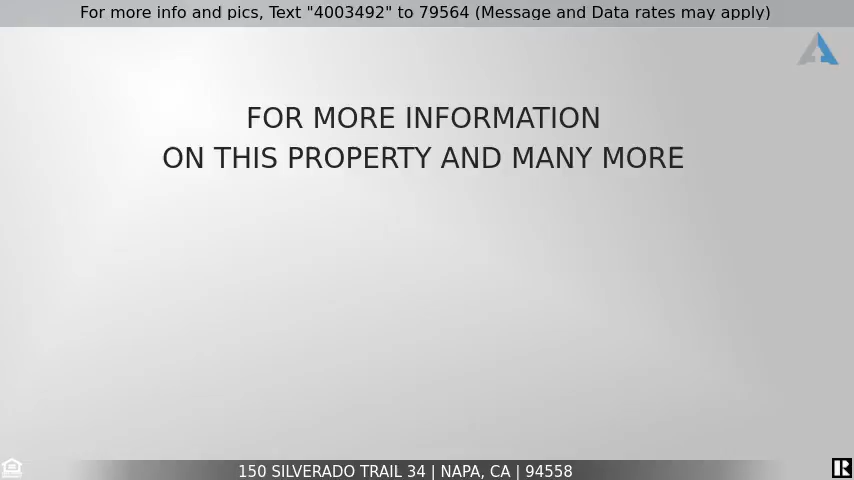 For more info and pics, Text "4003492" to 79564 (Message and Data rates may apply)
FOR MORE INFORMATION
ON THIS PROPERTY AND MANY MORE
150 SILVERADO TRAIL 34 | NAPA, CA | 94558